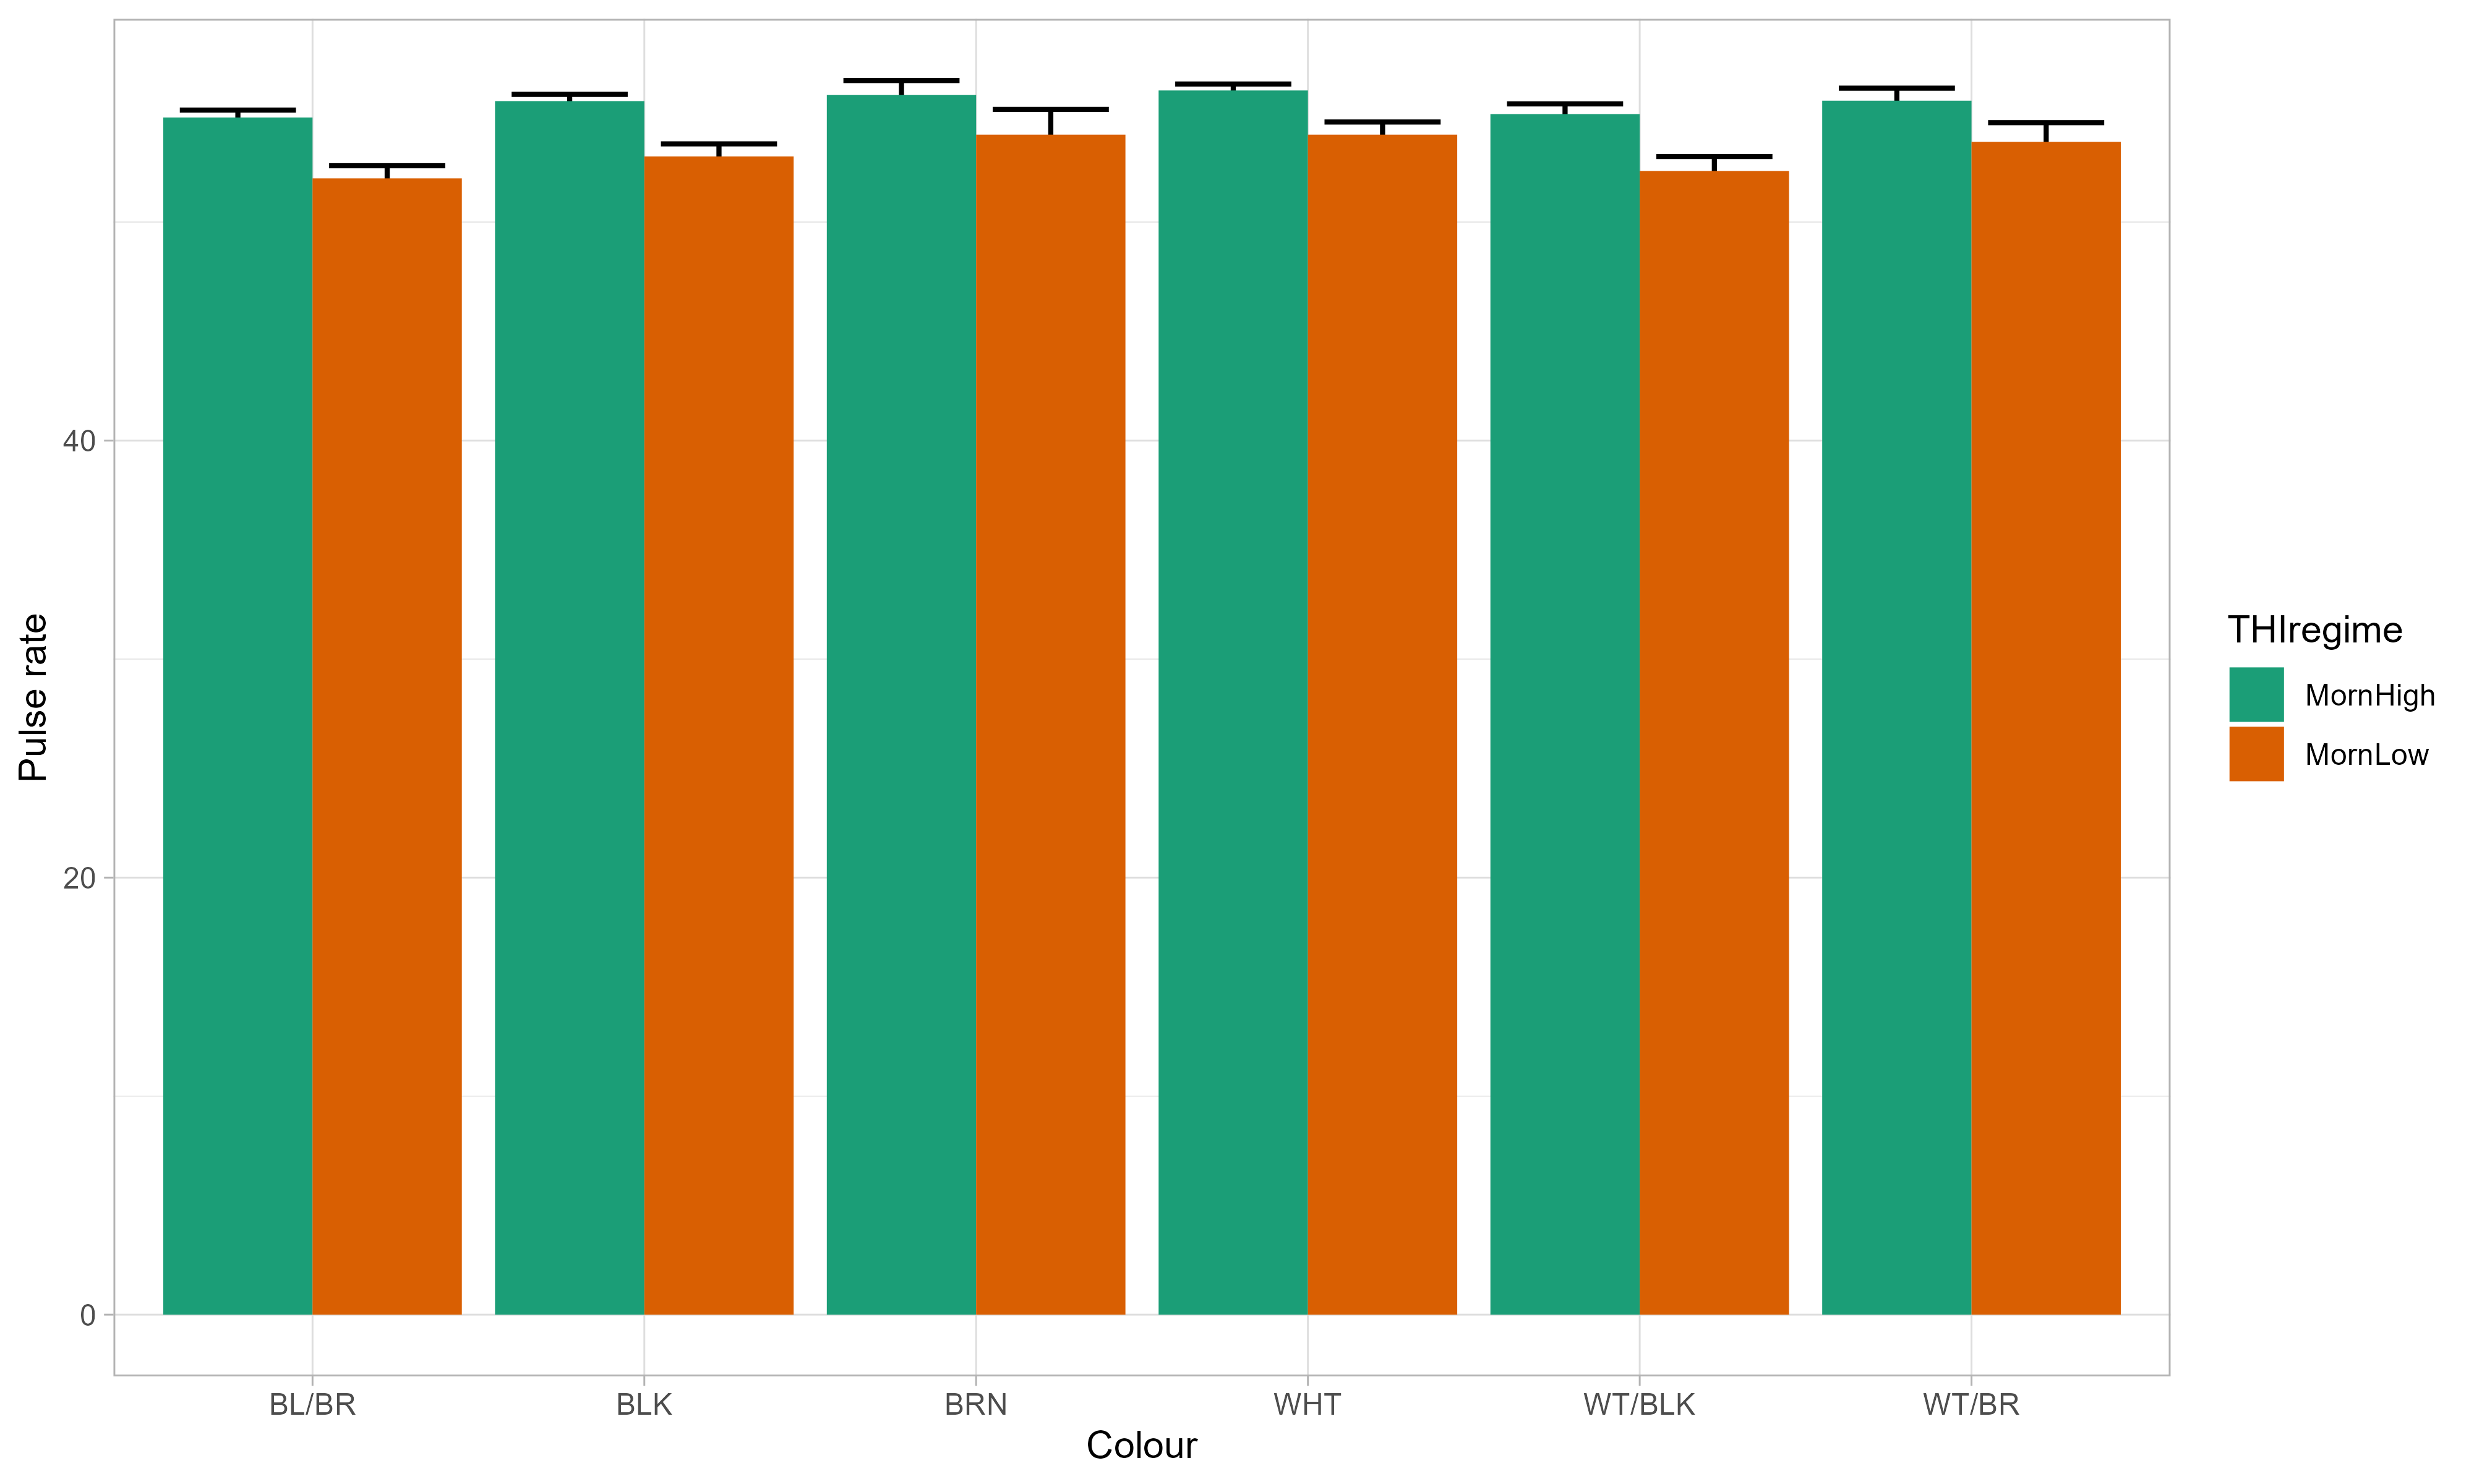 Pulse rate
40
20
0
BL/BR BLK BRN WHT WT/BLK WT/BR
Colour
THIregime
MornHigh
MornLow